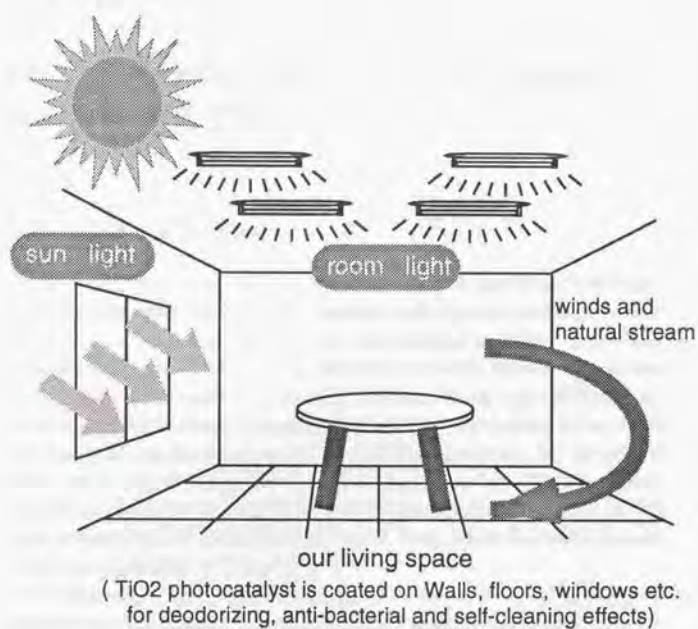 sun light
room light
winds and
natural stream
our living space
( TiO2 photocatalyst is coated on Walls, floors, windows etc.
for deodorizing, anti-bacterial and self-cleaning effects)